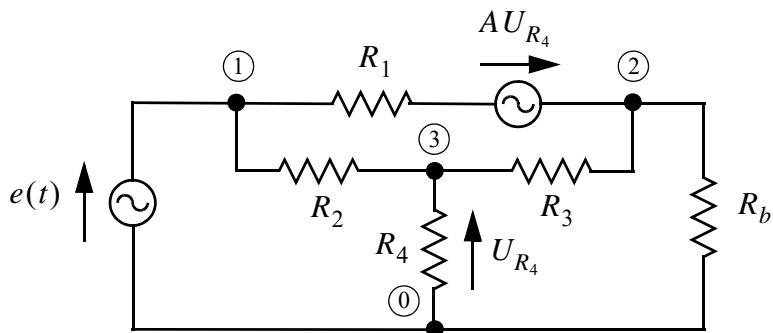 AU_{R_4}
① R_1 ②
③
e(t) R_2 R_3 R_b
R_4 U_{R_4}
⓪